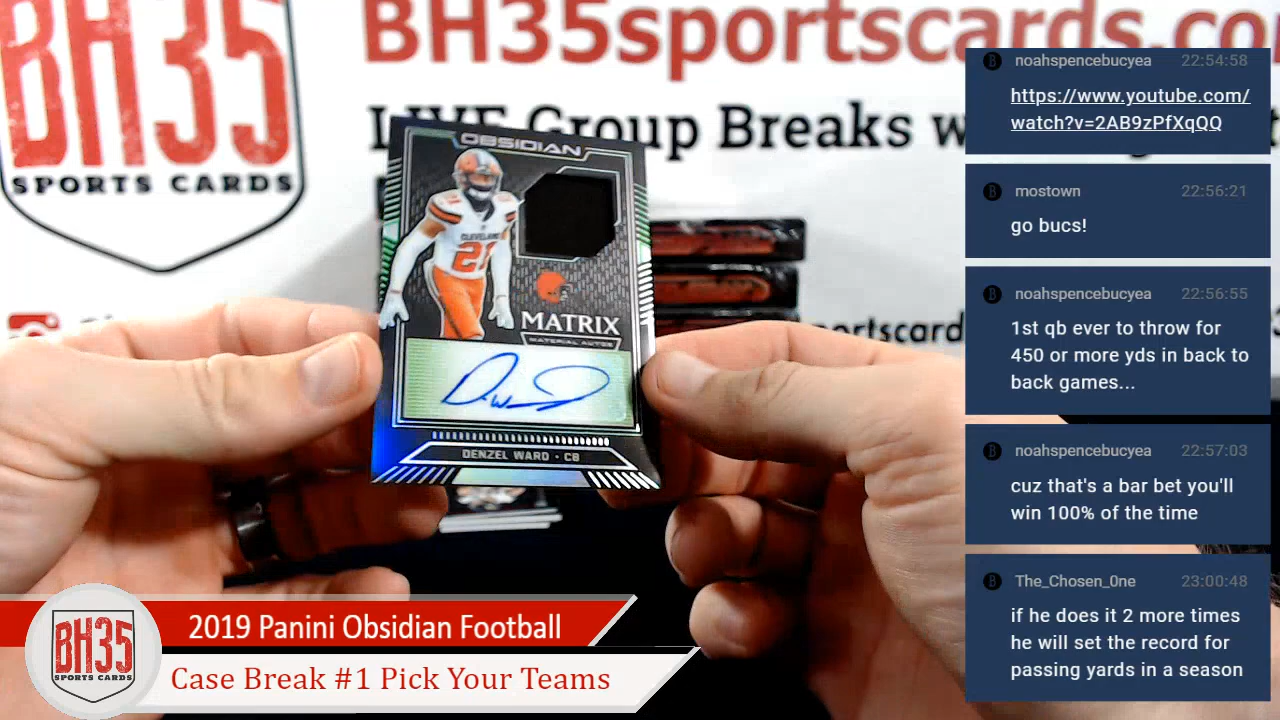 BH35
SPORTS CARDS
BH35sportscards.co
LIVE Group Breaks w
portscard
OBSIDIAN
CLEVELAND
21
MATRIX
MATERIAL AUTOS
DENZEL WARD · CB
noahspencebucyea 22:54:58
https://www.youtube.com/
watch?v=2AB9zPfXqQQ
mostown 22:56:21
go bucs!
noahspencebucyea 22:56:55
1st qb ever to throw for
450 or more yds in back to
back games...
noahspencebucyea 22:57:03
cuz that's a bar bet you'll
win 100% of the time
The_Chosen_0ne 23:00:48
if he does it 2 more times
he will set the record for
passing yards in a season
BH35
SPORTS CARDS
2019 Panini Obsidian Football
Case Break #1 Pick Your Teams